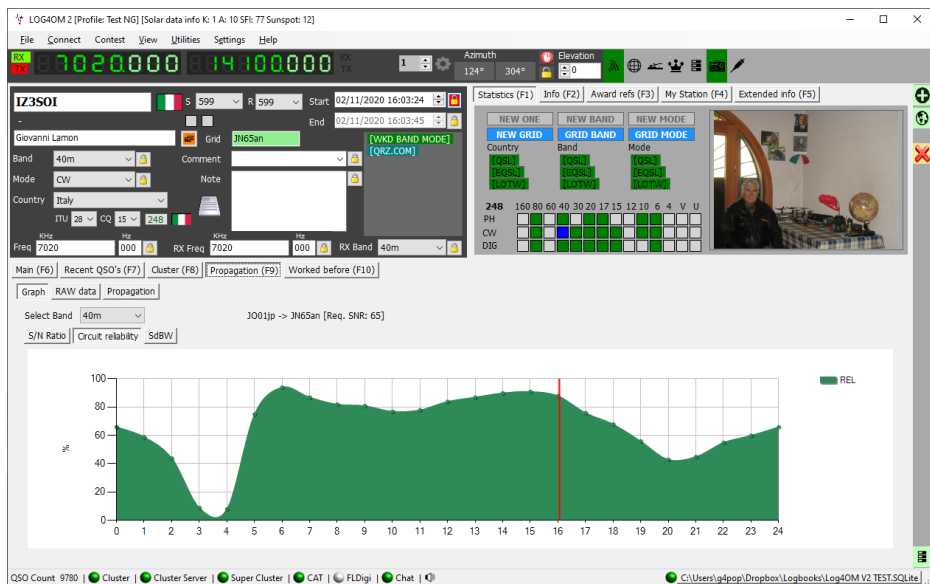 LOG4OM 2 [Profile: Test NG] [Solar data info K: 1 A: 10 SFI: 77 Sunspot: 12]
File Connect Contest View Utilities Settings Help
RX TX 7020.000 14100.000 RX TX 1 Azimuth 124° 304° Elevation 0
IZ3SOI S 599 R 599 Start 02/11/2020 16:03:24
- End 02/11/2020 16:03:45
Giovanni Lamon Grid JN65an [WKD BAND MODE]
[QRZ.COM]
Band 40m Comment
Mode CW Note
Country Italy
ITU 28 CQ 15 248
KHz Hz KHz Hz
Freq 7020 000 RX Freq 7020 000 RX Band 40m
Statistics (F1) Info (F2) Award refs (F3) My Station (F4) Extended info (F5)
NEW ONE NEW BAND NEW MODE
NEW GRID GRID BAND GRID MODE
Country Band Mode
[QSL] [QSL] [QSL]
[EQSL] [EQSL] [EQSL]
[LOTW] [LOTW] [LOTW]
248 160 80 60 40 30 20 17 15 12 10 6 4 V U
PH
CW
DIG
Main (F6) Recent QSO's (F7) Cluster (F8) Propagation (F9) Worked before (F10)
Graph RAW data Propagation
Select Band 40m JO01jp -> JN65an [Req. SNR: 65]
S/N Ratio Circuit reliability SdBW
100
80
60
40
20
0
%
REL
0 1 2 3 4 5 6 7 8 9 10 11 12 13 14 15 16 17 18 19 20 21 22 23 24
QSO Count 9780 | Cluster | Cluster Server | Super Cluster | CAT | FLDigi | Chat | C:\Users\g4pop\Dropbox\Logbooks\Log4OM V2 TEST.SQLite